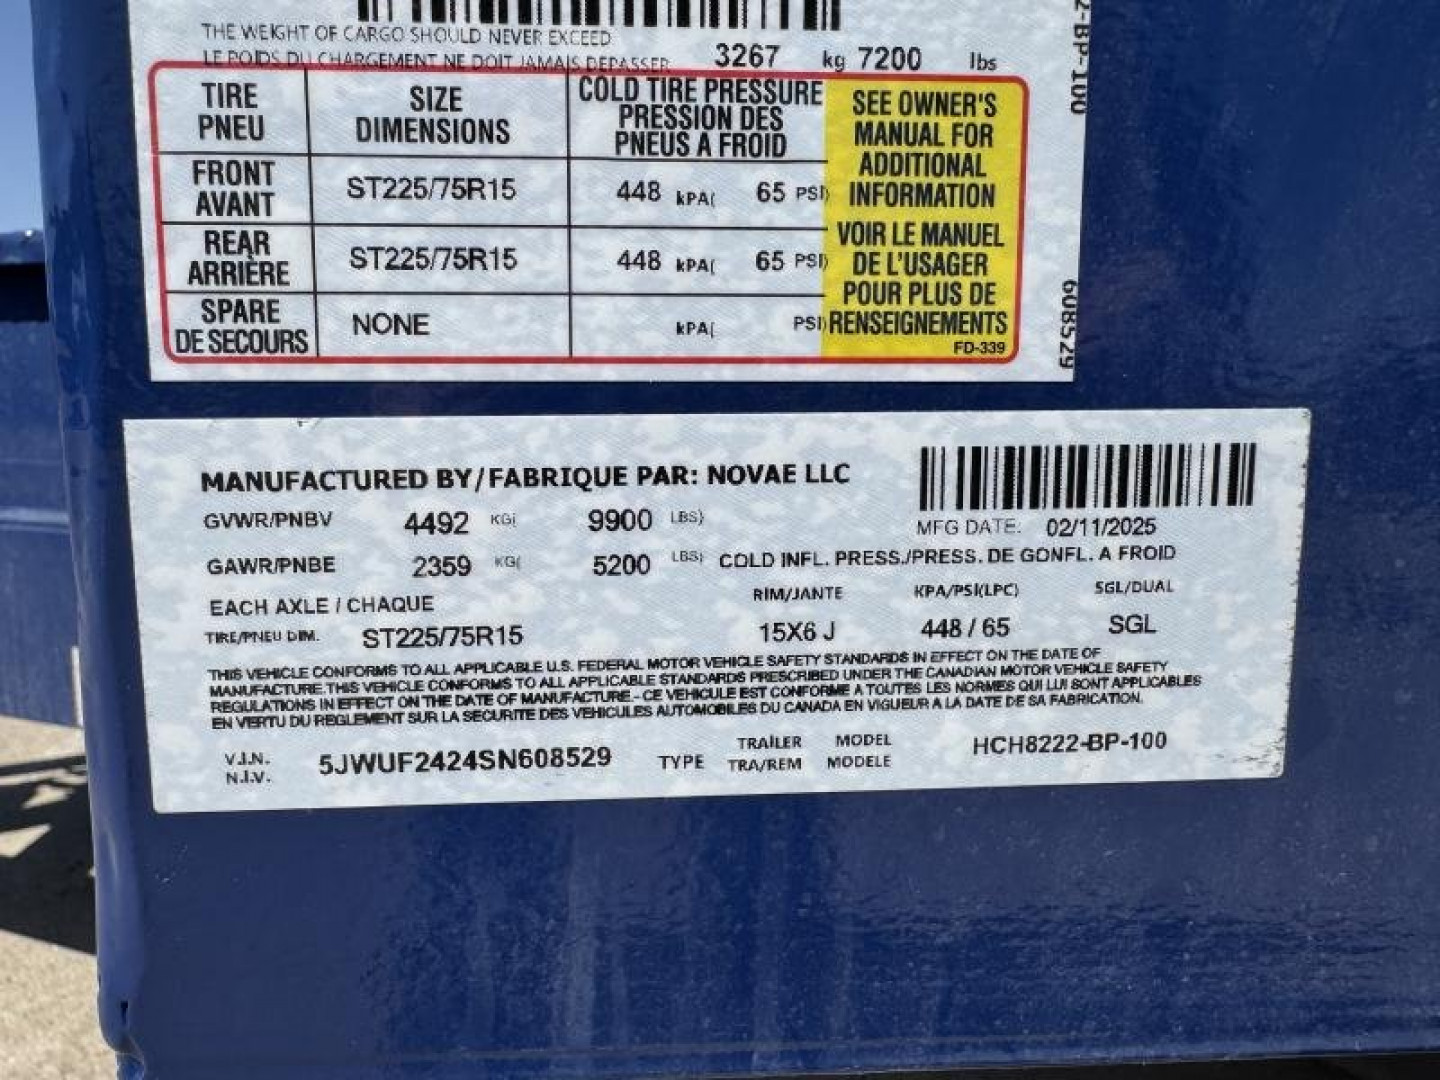 THE WEIGHT OF CARGO SHOULD NEVER EXCEED
LE POIDS DU CHARGEMENT NE DOIT JAMAIS DEPASSER 3267 kg 7200 lbs
TIRE
PNEU
SIZE
DIMENSIONS
COLD TIRE PRESSURE
PRESSION DES
PNEUS A FROID
FRONT
AVANT
ST225/75R15
448 kPA( 65 PSI)
REAR
ARRIÈRE
ST225/75R15
448 kPA( 65 PSI)
SPARE
DE SECOURS
NONE
kPA( PSI)
SEE OWNER'S
MANUAL FOR
ADDITIONAL
INFORMATION
VOIR LE MANUEL
DE L'USAGER
POUR PLUS DE
RENSEIGNEMENTS
FD-339
2-BP-100
608529
MANUFACTURED BY/FABRIQUE PAR: NOVAE LLC
GVWR/PNBV 4492 KG( 9900 LBS)
MFG DATE: 02/11/2025
GAWR/PNBE 2359 KG( 5200 LBS) COLD INFL. PRESS./PRESS. DE GONFL. A FROID
EACH AXLE / CHAQUE RIM/JANTE KPA/PSI(LPC) SGL/DUAL
TIRE/PNEU DIM. ST225/75R15 15X6 J 448 / 65 SGL
THIS VEHICLE CONFORMS TO ALL APPLICABLE U.S. FEDERAL MOTOR VEHICLE SAFETY STANDARDS IN EFFECT ON THE DATE OF
MANUFACTURE.THIS VEHICLE CONFORMS TO ALL APPLICABLE STANDARDS PRESCRIBED UNDER THE CANADIAN MOTOR VEHICLE SAFETY
REGULATIONS IN EFFECT ON THE DATE OF MANUFACTURE - CE VEHICULE EST CONFORME A TOUTES LES NORMES QUI LUI SONT APPLICABLES
EN VERTU DU REGLEMENT SUR LA SECURITE DES VEHICULES AUTOMOBILES DU CANADA EN VIGUEUR A LA DATE DE SA FABRICATION.
V.I.N.
N.I.V.
5JWUF2424SN608529
TYPE
TRAILER
TRA/REM
MODEL
MODELE
HCH8222-BP-100